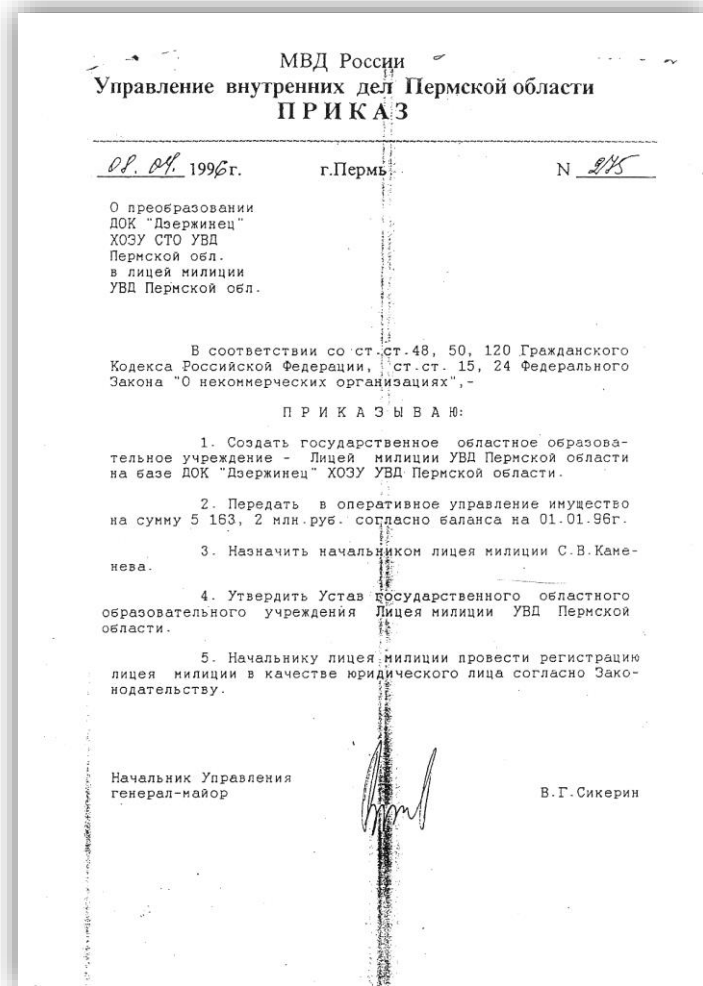 МВД России
Управление внутренних дел Пермской области
ПРИКАЗ
08.04. 1996г. г.Пермь N 275
О преобразовании
ДОК "Дзержинец"
ХОЗУ СТО УВД
Пермской обл.
в лицей милиции
УВД Пермской обл.
В соответствии со ст.ст.48, 50, 120 Гражданского
Кодекса Российской Федерации, ст.ст. 15, 24 Федерального
Закона "О некоммерческих организациях",-
П Р И К А З Ы В А Ю:
1. Создать государственное областное образова-
тельное учреждение - Лицей милиции УВД Пермской области
на базе ДОК "Дзержинец" ХОЗУ УВД Пермской области.
2. Передать в оперативное управление имущество
на сумму 5 163, 2 млн.руб. согласно баланса на 01.01.96г.
3. Назначить начальником лицея милиции С.В.Каме-
нева.
4. Утвердить Устав государственного областного
образовательного учреждения Лицея милиции УВД Пермской
области.
5. Начальнику лицея милиции провести регистрацию
лицея милиции в качестве юридического лица согласно Зако-
нодательству.
Начальник Управления
генерал-майор В.Г.Сикерин